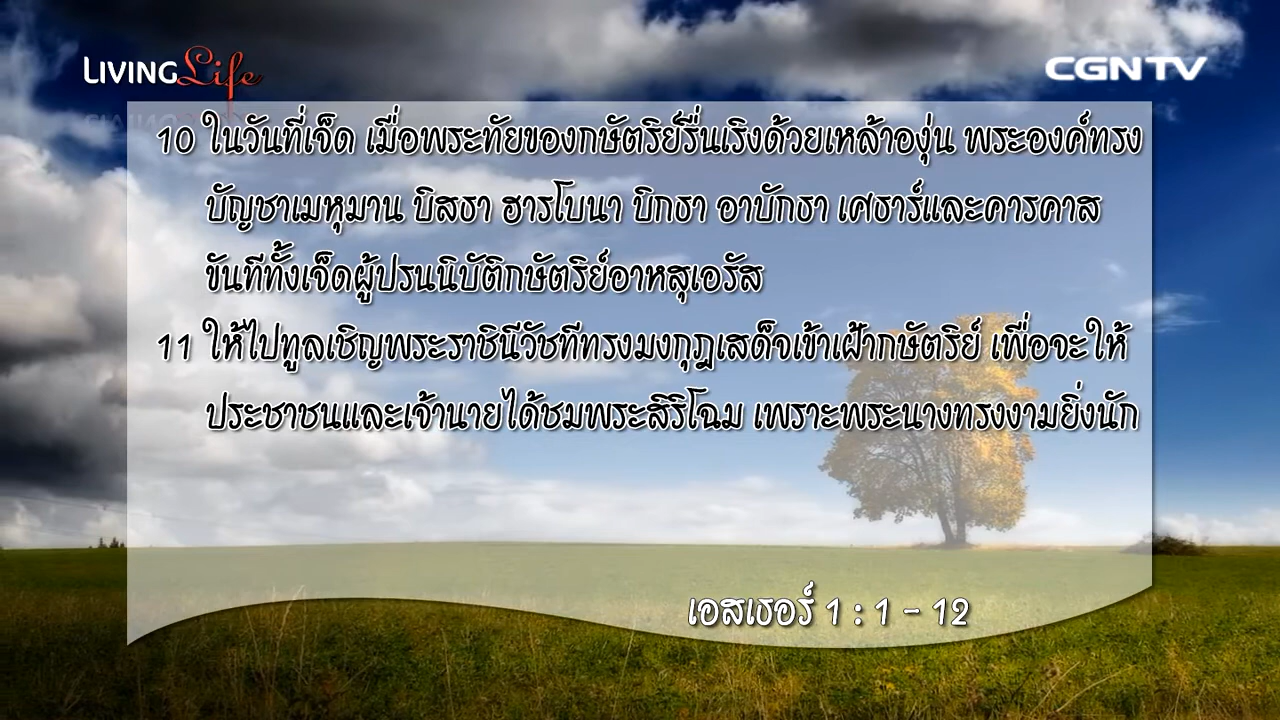 LIVING Life
CGNTV
10 ในวันที่เจ็ด เมื่อพระทัยของกษัตริย์รื่นเริงด้วยเหล้าองุ่น พระองค์ทรง
บัญชาเมหุมาน บิสธา ฮารโบนา บิกธา อาบักธา เศธาร์และคารคาส
ขันทีทั้งเจ็ดผู้ปรนนิบัติกษัตริย์อาหสุเอรัส
11 ให้ไปทูลเชิญพระราชินีวัชทีทรงมงกุฎเสด็จเข้าเฝ้ากษัตริย์ เพื่อจะให้
ประชาชนและเจ้านายได้ชมพระสิริโฉม เพราะพระนางทรงงามยิ่งนัก
เอสเธอร์ 1 : 1 - 12